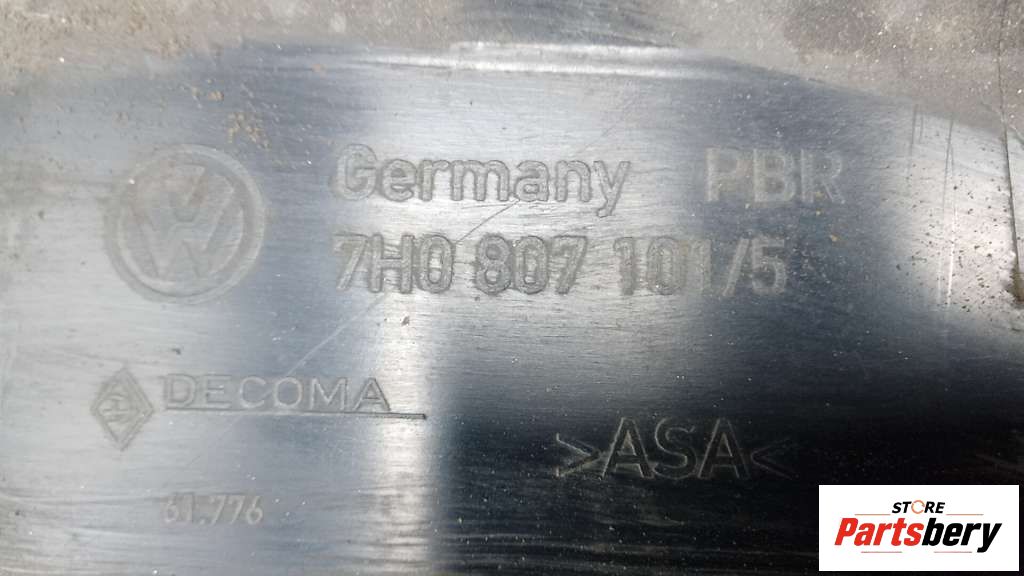 Germany PBR
7H0 807 101/5
DECOMA
>ASA<
61.776
STORE
Partsbery